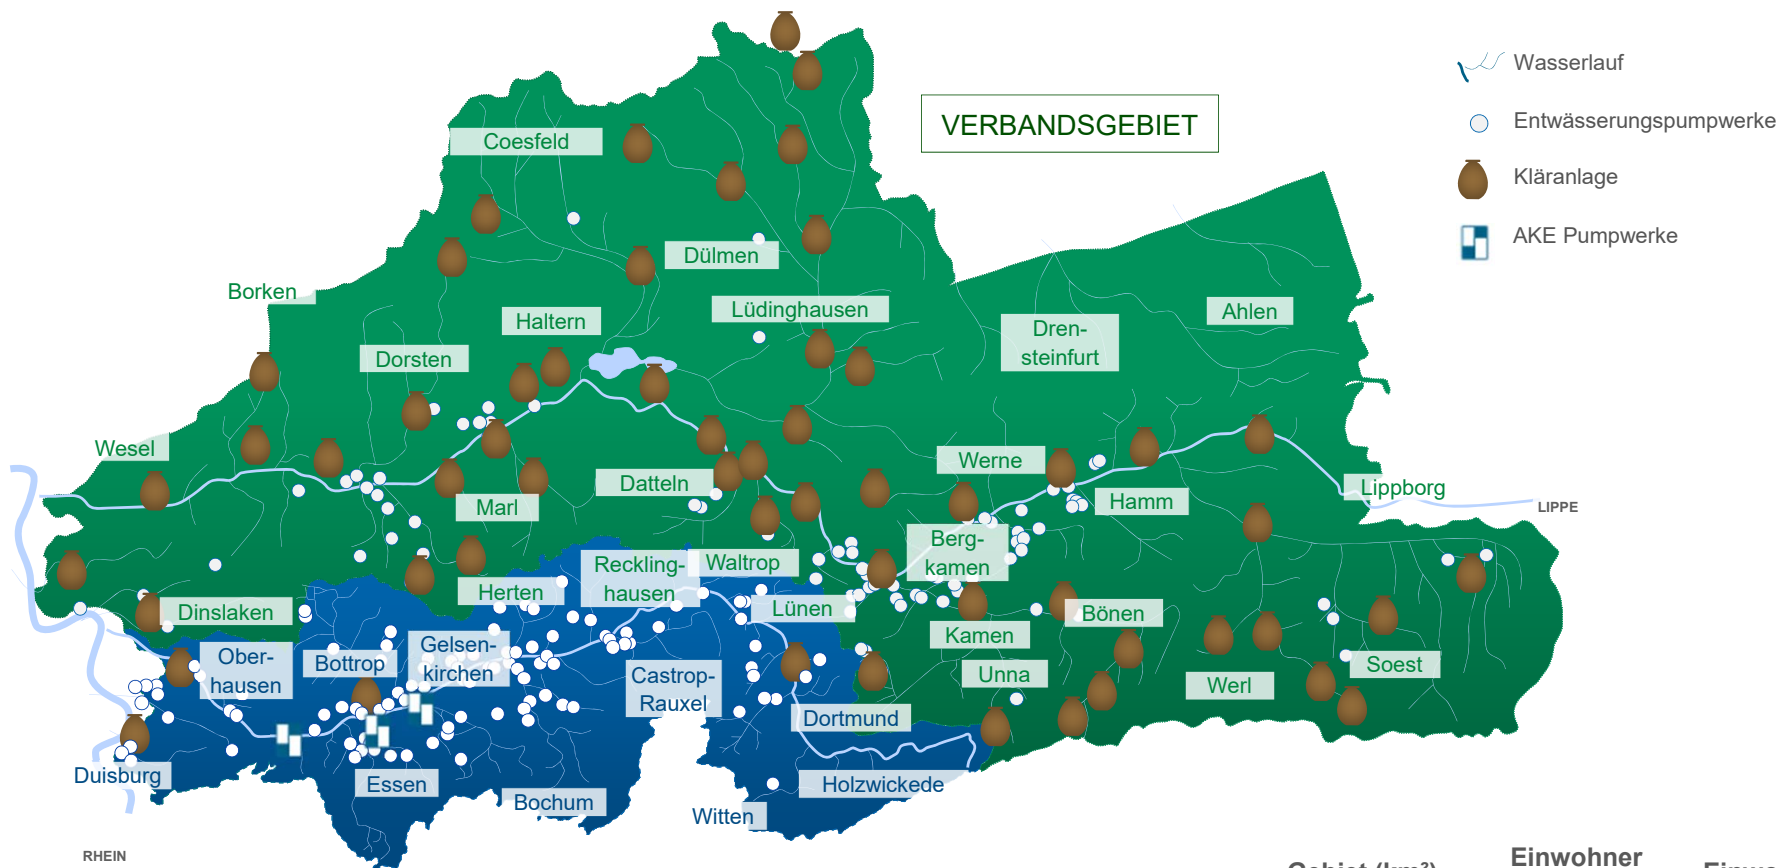 VERBANDSGEBIET
Wasserlauf
Entwässerungspumpwerke
Kläranlage
AKE Pumpwerke
Coesfeld
Dülmen
Borken
Haltern
Lüdinghausen
Dren-
steinfurt
Ahlen
Dorsten
Wesel
Marl
Datteln
Werne
Hamm
Lippborg
LIPPE
Berg-
kamen
Reckling-
hausen
Waltrop
Herten
Lünen
Dinslaken
Kamen
Bönen
Ober-
hausen
Bottrop
Gelsen-
kirchen
Castrop-
Rauxel
Unna
Werl
Soest
Dortmund
Duisburg
Essen
Bochum
Holzwickede
Witten
RHEIN
Einwohner
Gebiet (km²)